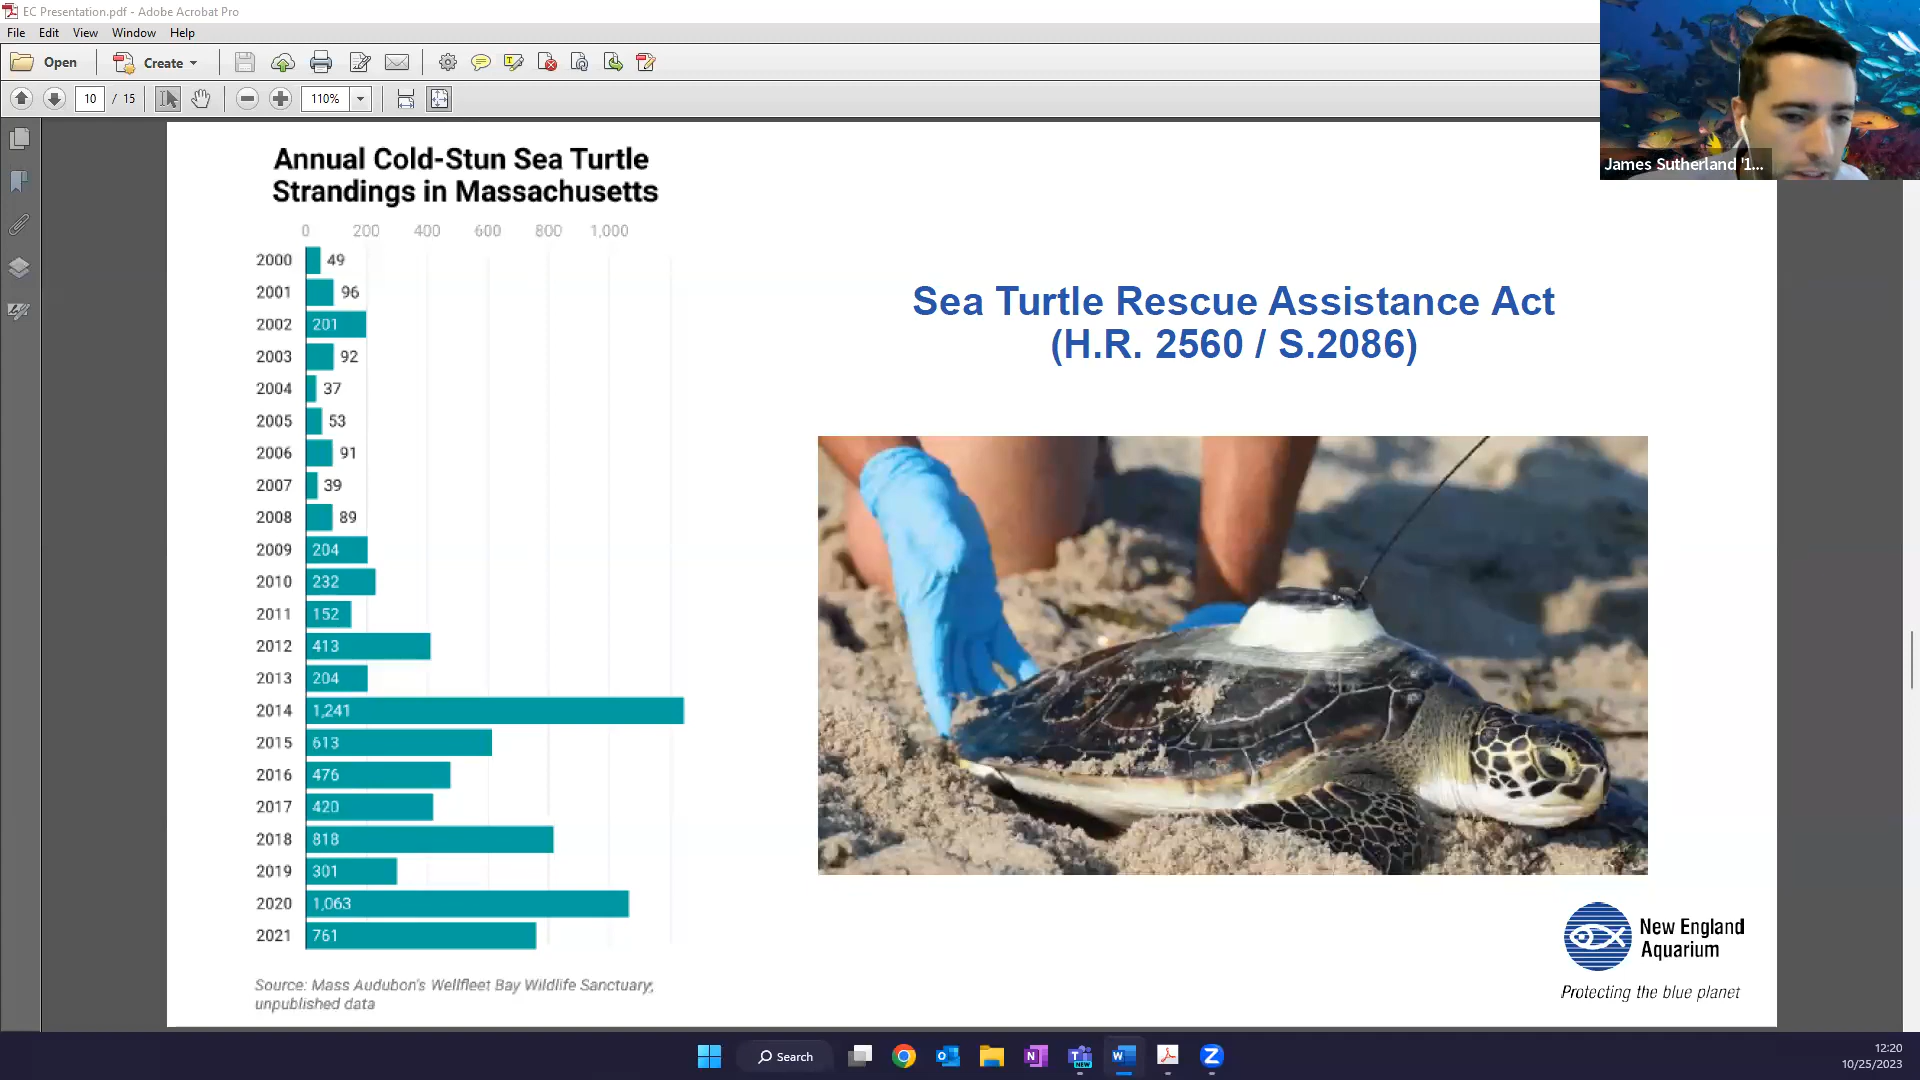 EC Presentation.pdf - Adobe Acrobat Pro
File Edit View Window Help
Open Create
10 / 15 110%
James Sutherland '1...
Annual Cold-Stun Sea Turtle
Strandings in Massachusetts
0 200 400 600 800 1,000
2000 49
2001 96
2002 201
2003 92
2004 37
2005 53
2006 91
2007 39
2008 89
2009 204
2010 232
2011 152
2012 413
2013 204
2014 1,241
2015 613
2016 476
2017 420
2018 818
2019 301
2020 1,063
2021 761
Source: Mass Audubon's Wellfleet Bay Wildlife Sanctuary;
unpublished data
Sea Turtle Rescue Assistance Act
(H.R. 2560 / S.2086)
New England
Aquarium
Protecting the blue planet
Search
12:20
10/25/2023